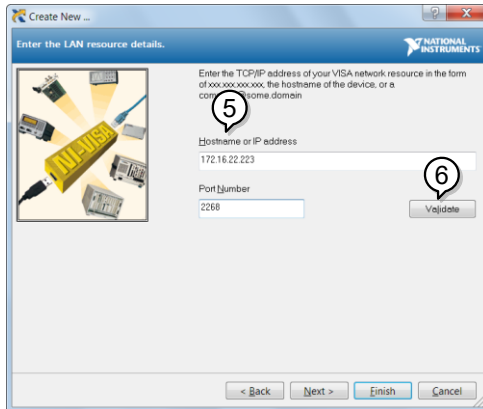 Create New ...
Enter the LAN resource details.
NATIONAL INSTRUMENTS
Enter the TCP/IP address of your VISA network resource in the form
of xxx.xxx.xxx.xxx, the hostname of the device, or a
some.domain
5
Hostname or IP address
172.16.22.223
6
Port Number
2268
Validate
NI-VISA
< Back Next > Finish Cancel